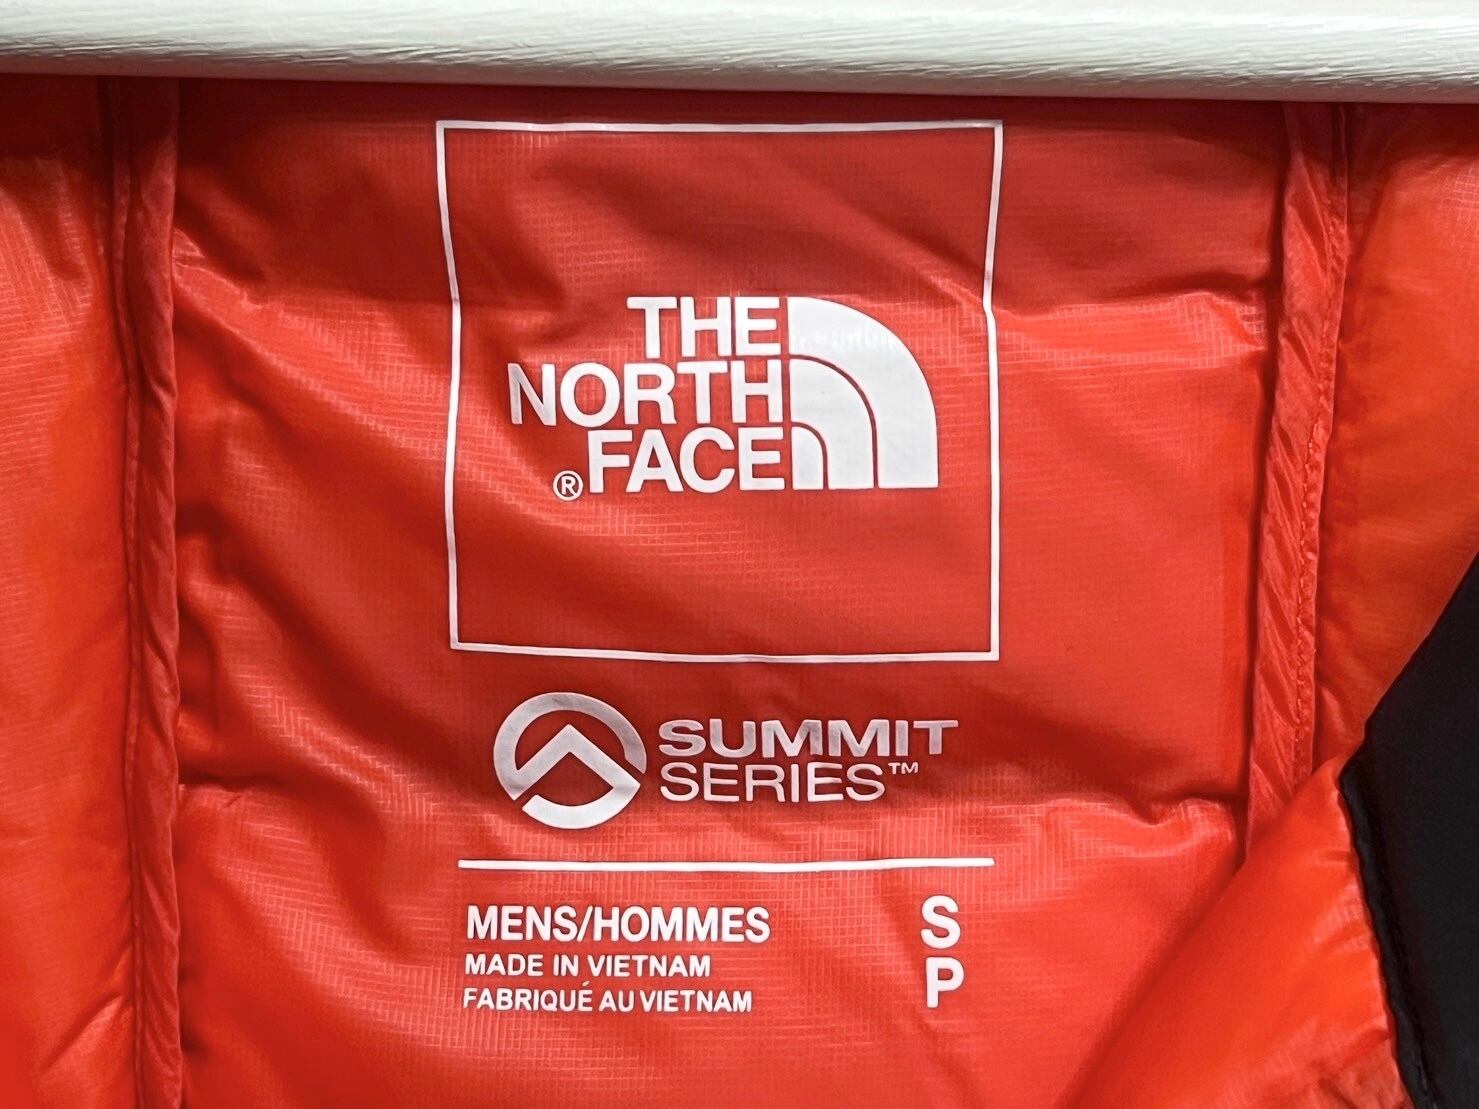 THE
NORTH
®FACE
SUMMIT
SERIES™
MENS/HOMMES S
MADE IN VIETNAM P
FABRIQUÉ AU VIETNAM